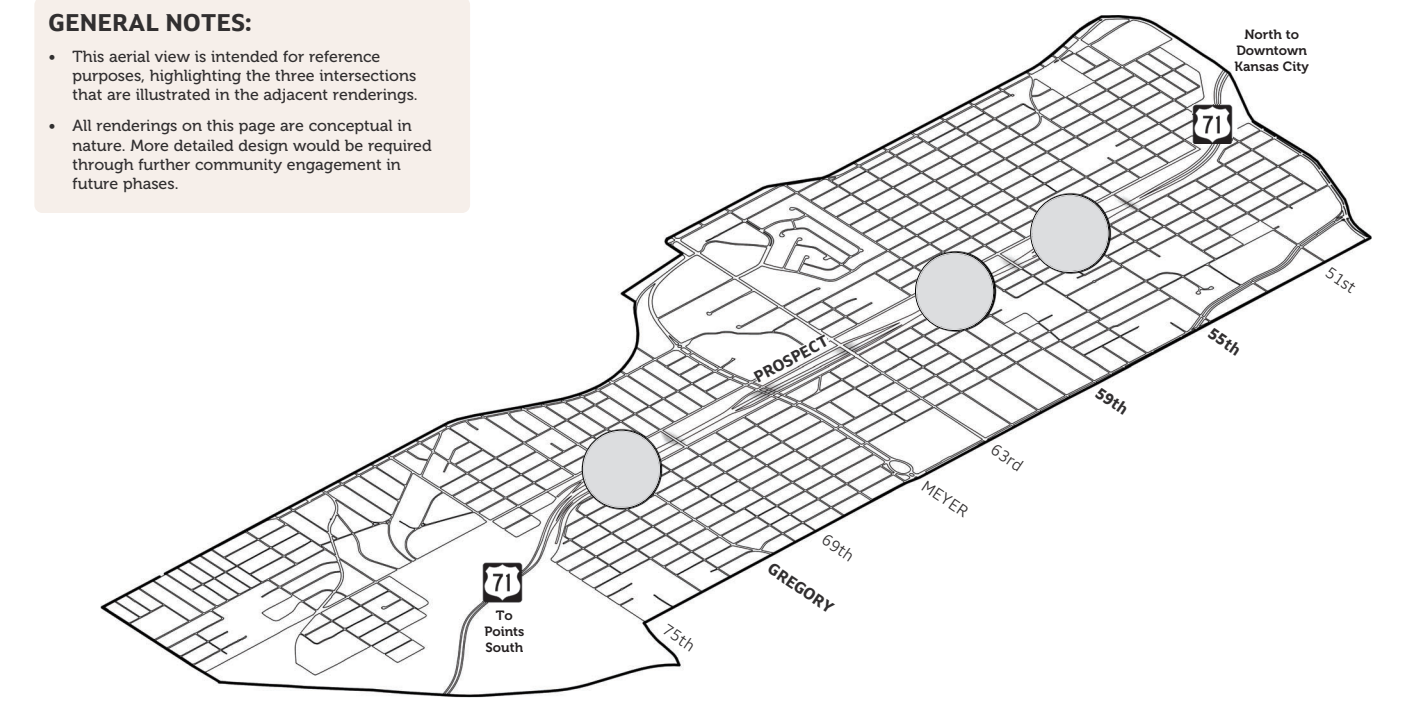 GENERAL NOTES:
• This aerial view is intended for reference
purposes, highlighting the three intersections
that are illustrated in the adjacent renderings.
• All renderings on this page are conceptual in
nature. More detailed design would be required
through further community engagement in
future phases.
North to
Downtown
Kansas City
71
51st
55th
PROSPECT
59th
63rd
MEYER
69th
GREGORY
71
To
Points
South
75th